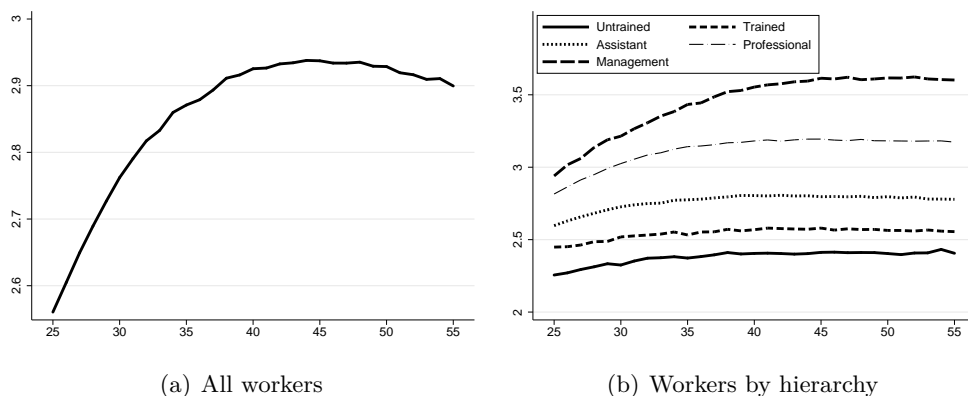 3
2.9
2.8
2.7
2.6
25 30 35 40 45 50 55
(a) All workers
Untrained Trained
Assistant Professional
Management
3.5
3
2.5
2
25 30 35 40 45 50 55
(b) Workers by hierarchy